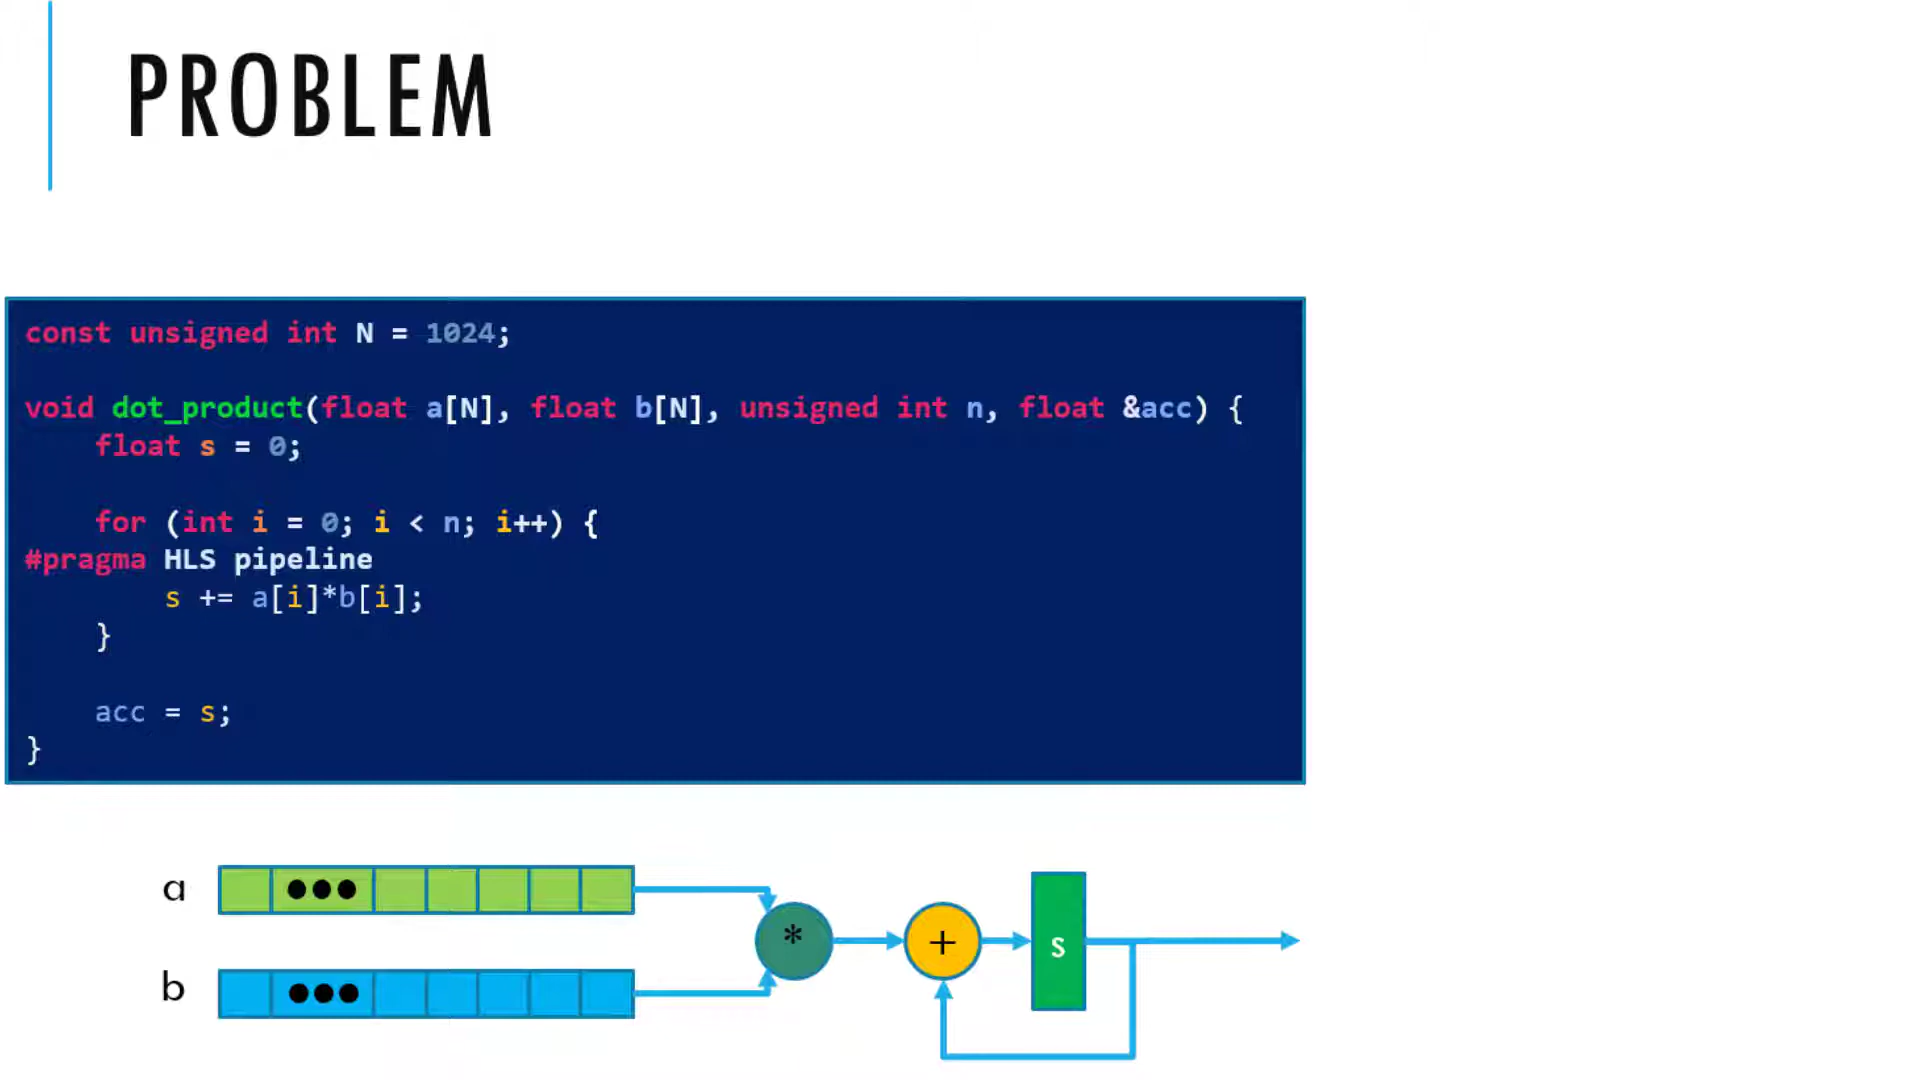 PROBLEM
const unsigned int N = 1024;
void dot_product(float a[N], float b[N], unsigned int n, float &acc) {
    float s = 0;
    for (int i = 0; i < n; i++) {
#pragma HLS pipeline
        s += a[i]*b[i];
    }
    acc = s;
}
a
* + s
b